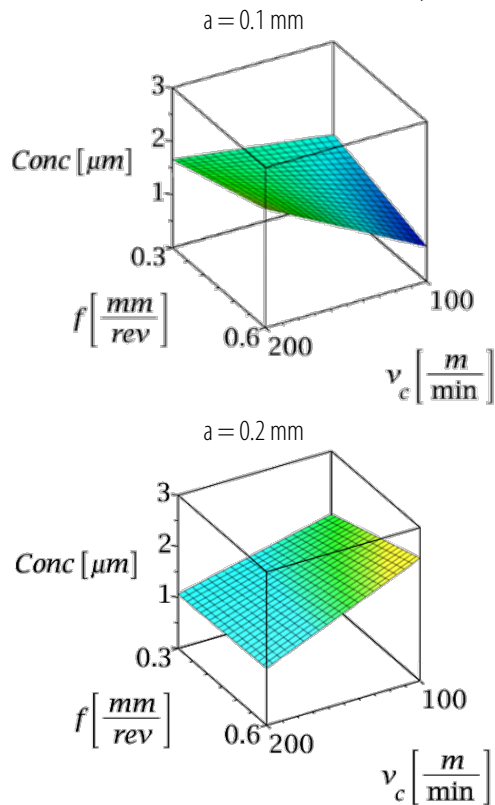 a = 0.1 mm
3
2
Conc [μm]
1
0.3
f [mm/rev]
0.6 200
100
v_c [m/min]
a = 0.2 mm
3
2
Conc [μm]
1
0.3
f [mm/rev]
0.6 200
100
v_c [m/min]